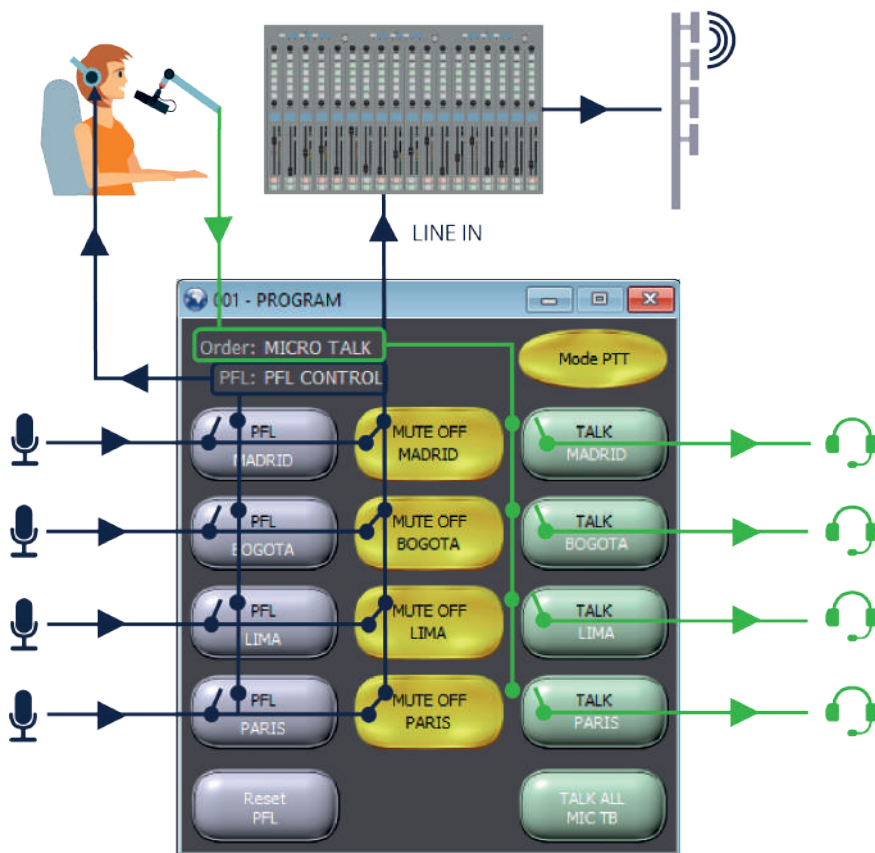 LINE IN
001 - PROGRAM
Order: MICRO TALK
Mode PTT
PFL: PFL CONTROL
PFL
MADRID
MUTE OFF
MADRID
TALK
MADRID
PFL
BOGOTA
MUTE OFF
BOGOTA
TALK
BOGOTA
PFL
LIMA
MUTE OFF
LIMA
TALK
LIMA
PFL
PARIS
MUTE OFF
PARIS
TALK
PARIS
Reset
PFL
TALK ALL
MIC TB